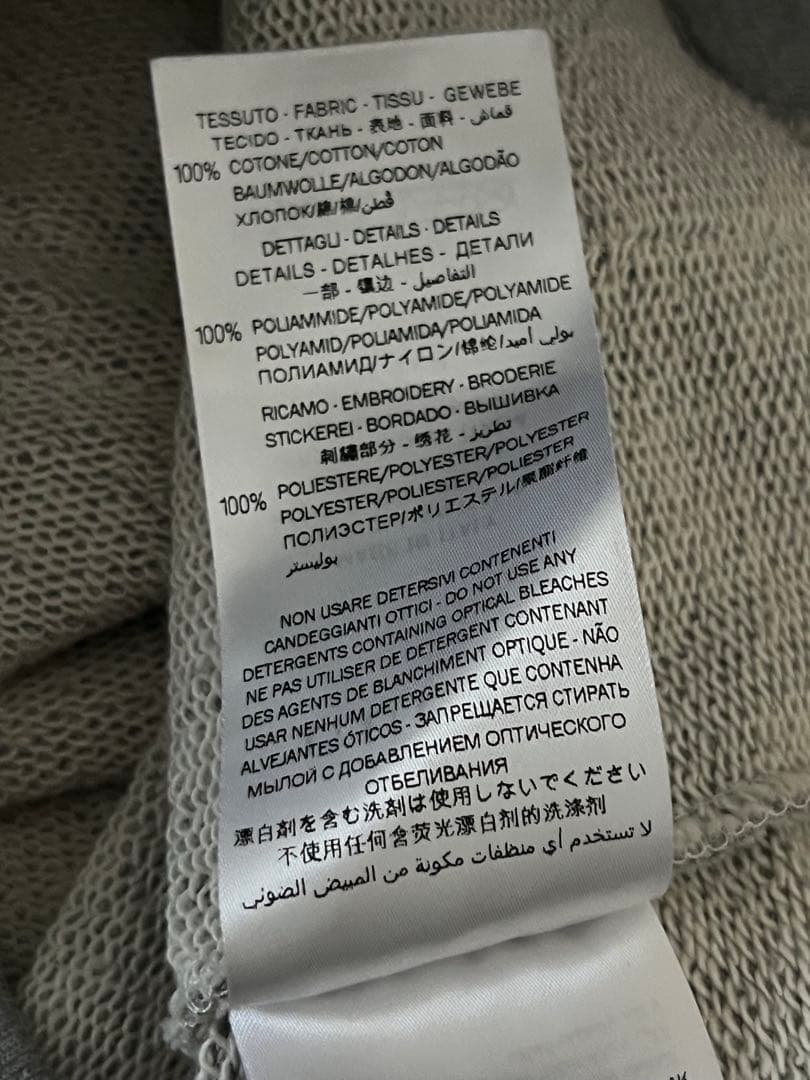 TESSUTO - FABRIC - TISSU - GEWEBE
TECIDO - ТКАНЬ - 表地 - 面料 - قماش
100% COTONE/COTTON/COTON
BAUMWOLLE/ALGODON/ALGODÃO
ХЛОПОК/綿/棉/قطن
DETTAGLI - DETAILS - DETAILS
DETAILS - DETALHES - ДЕТАЛИ
一部 - 镶边 - التفاصيل
100% POLIAMMIDE/POLYAMIDE/POLYAMIDE
POLYAMID/POLIAMIDA/POLIAMIDA
ПОЛИАМИД/ナイロン/锦纶/بولي أميد
RICAMO - EMBROIDERY - BRODERIE
STICKEREI - BORDADO - ВЫШИВКА
刺繍部分 - 绣花 - تطريز
100% POLIESTERE/POLYESTER/POLYESTER
POLYESTER/POLIESTER/POLIESTER
ПОЛИЭСТЕР/ポリエステル/聚酯纤维
بوليستر
NON USARE DETERSIVI CONTENENTI
CANDEGGIANTI OTTICI - DO NOT USE ANY
DETERGENTS CONTAINING OPTICAL BLEACHES
NE PAS UTILISER DE DETERGENT CONTENANT
DES AGENTS DE BLANCHIMENT OPTIQUE - NÃO
USAR NENHUM DETERGENTE QUE CONTENHA
ALVEJANTES ÓTICOS - ЗАПРЕЩАЕТСЯ СТИРАТЬ
МЫЛОЙ С ДОБАВЛЕНИЕМ ОПТИЧЕСКОГО
ОТБЕЛИВАНИЯ
漂白剤を含む洗剤は使用しないでください
不使用任何含荧光漂白剂的洗涤剂
لا تستخدم أي منظفات مكونة من المبيض الضوئي